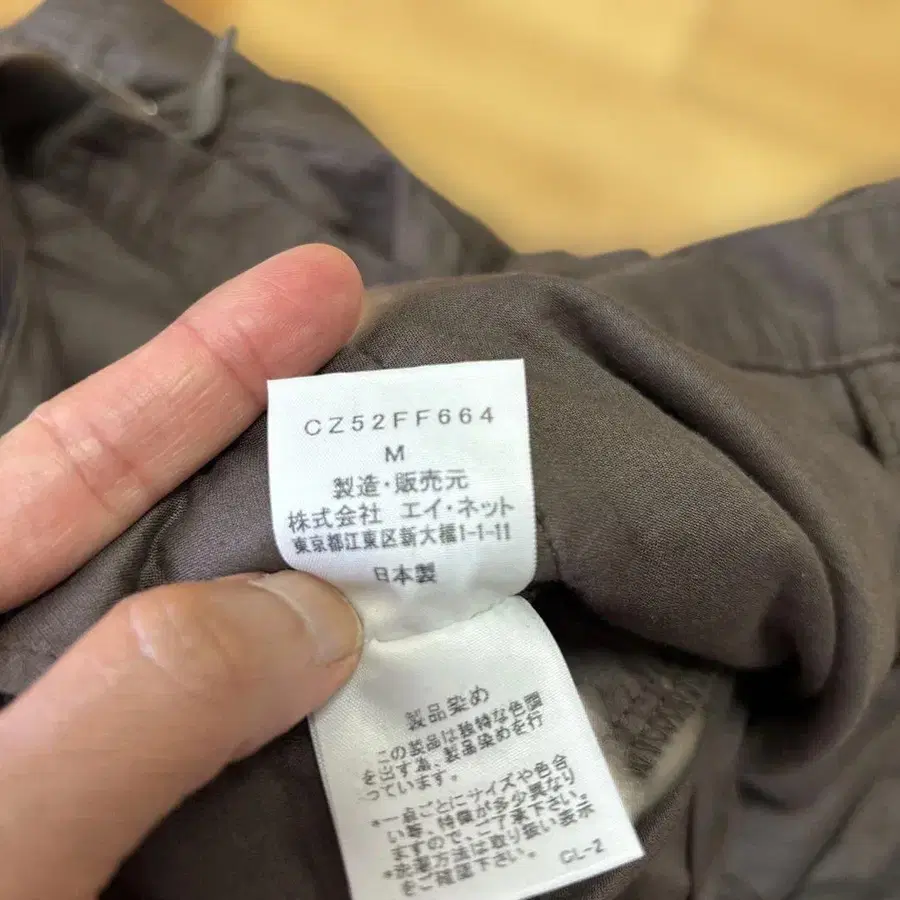 CZ52FF664
M
製造・販売元
株式会社 エイ・ネット
東京都江東区新大橋1-1-11
日本製
製品染め
この製品は独特な色調
を出す為、製品染めを行
っています。
*一点ごとにサイズや色合
い等、特徴が多少異なり
ますので、ご了承下さい。
*洗濯方法は取り扱い表示
をご確認下さい。
CL-2